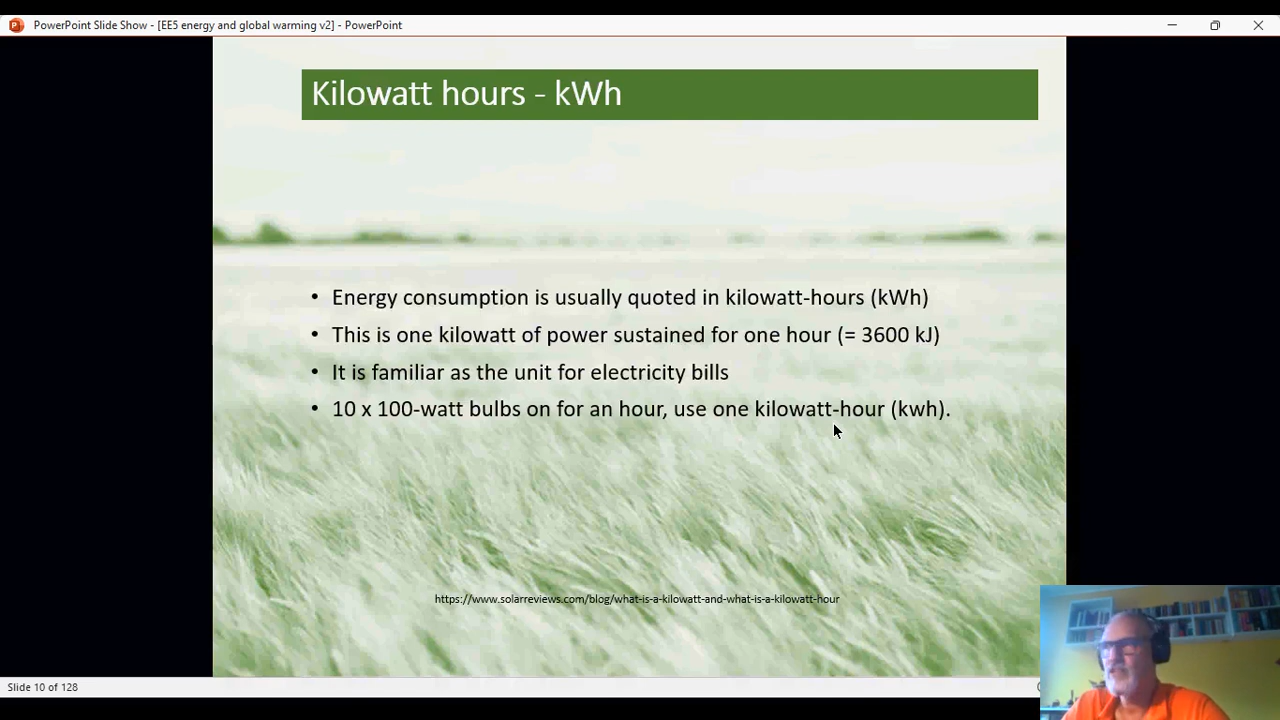 PowerPoint Slide Show - [EE5 energy and global warming v2] - PowerPoint
Kilowatt hours - kWh
• Energy consumption is usually quoted in kilowatt-hours (kWh)
• This is one kilowatt of power sustained for one hour (= 3600 kJ)
• It is familiar as the unit for electricity bills
• 10 x 100-watt bulbs on for an hour, use one kilowatt-hour (kwh).
https://www.solarreviews.com/blog/what-is-a-kilowatt-and-what-is-a-kilowatt-hour
Slide 10 of 128